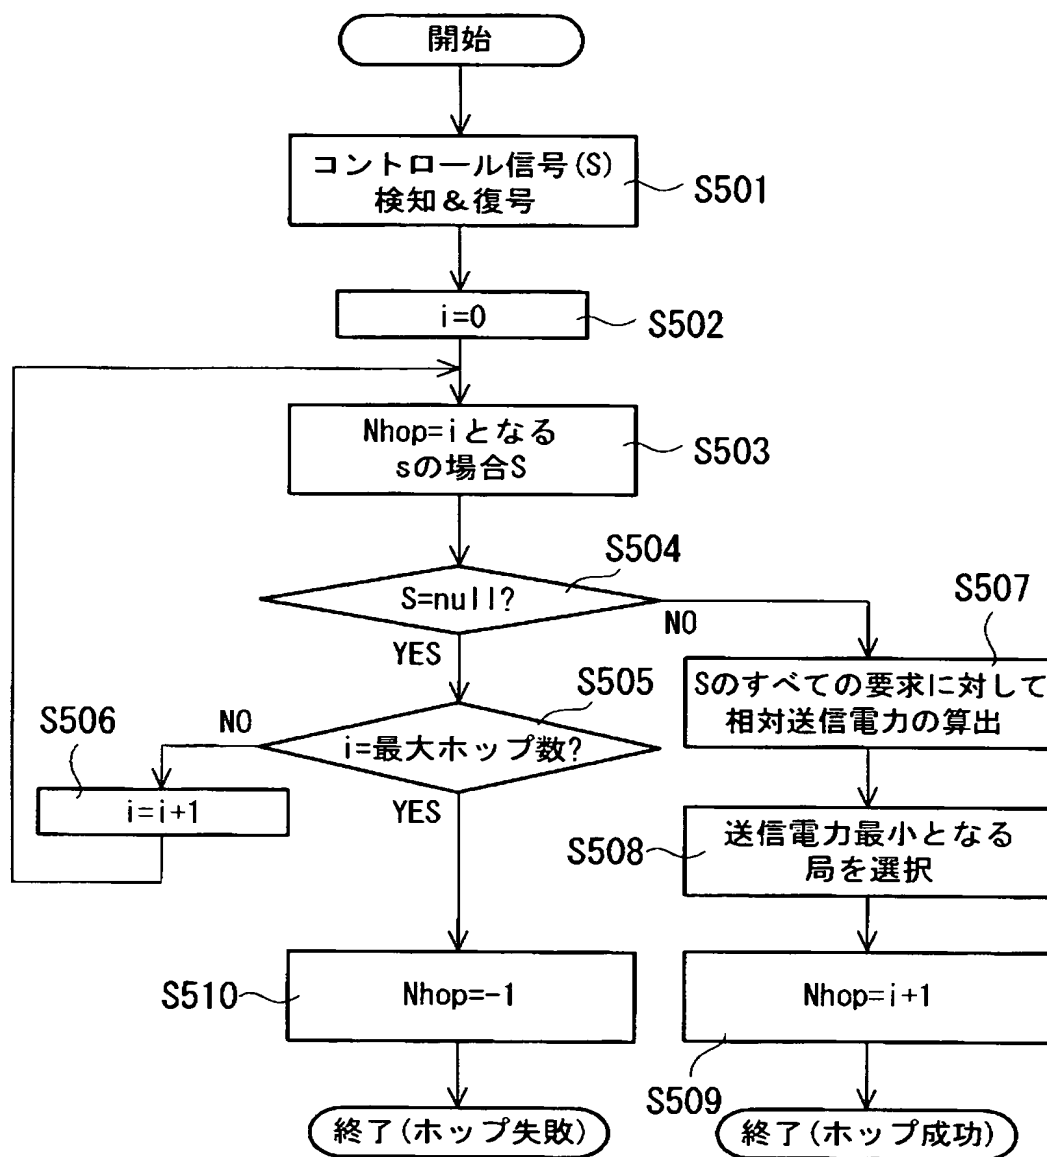 開始
コントロール信号(S)
検知&復号
S501
i=0
S502
Nhop=iとなる
sの場合S
S503
S=null?
S504
NO
YES
S507
Sのすべての要求に対して
相対送信電力の算出
i=最大ホップ数?
S505
NO
YES
S506
i=i+1
送信電力最小となる
局を選択
S508
Nhop=-1
S510
Nhop=i+1
S509
終了(ホップ失敗)
終了(ホップ成功)